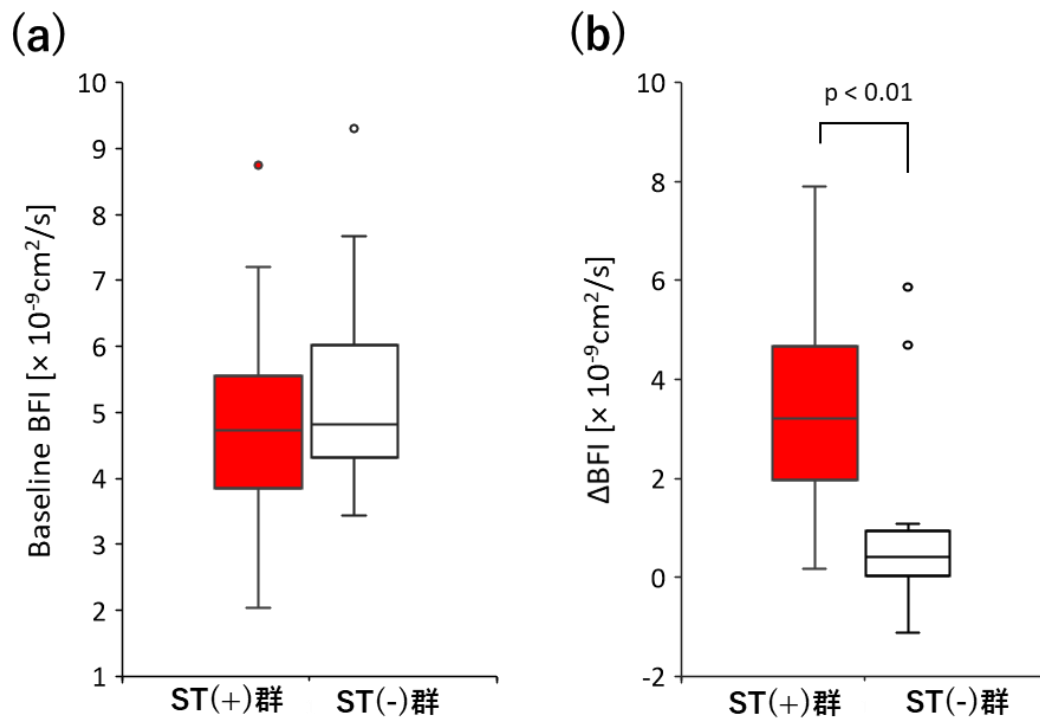 (a)
Baseline BFI [× 10⁻⁹cm²/s]
10
9
8
7
6
5
4
3
2
1
ST(+)群
ST(-)群
(b)
ΔBFI [× 10⁻⁹cm²/s]
10
8
6
4
2
0
-2
p < 0.01
ST(+)群
ST(-)群